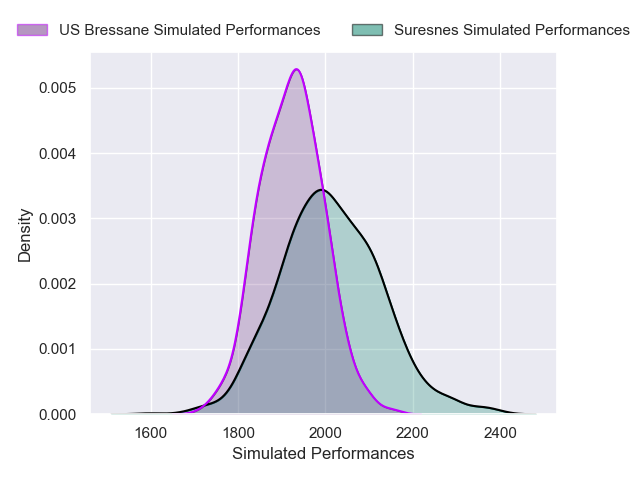 US Bressane Simulated Performances
Suresnes Simulated Performances
0.005
0.004
0.003
0.002
0.001
0.000
Density
1600
1800
2000
2200
2400
Simulated Performances